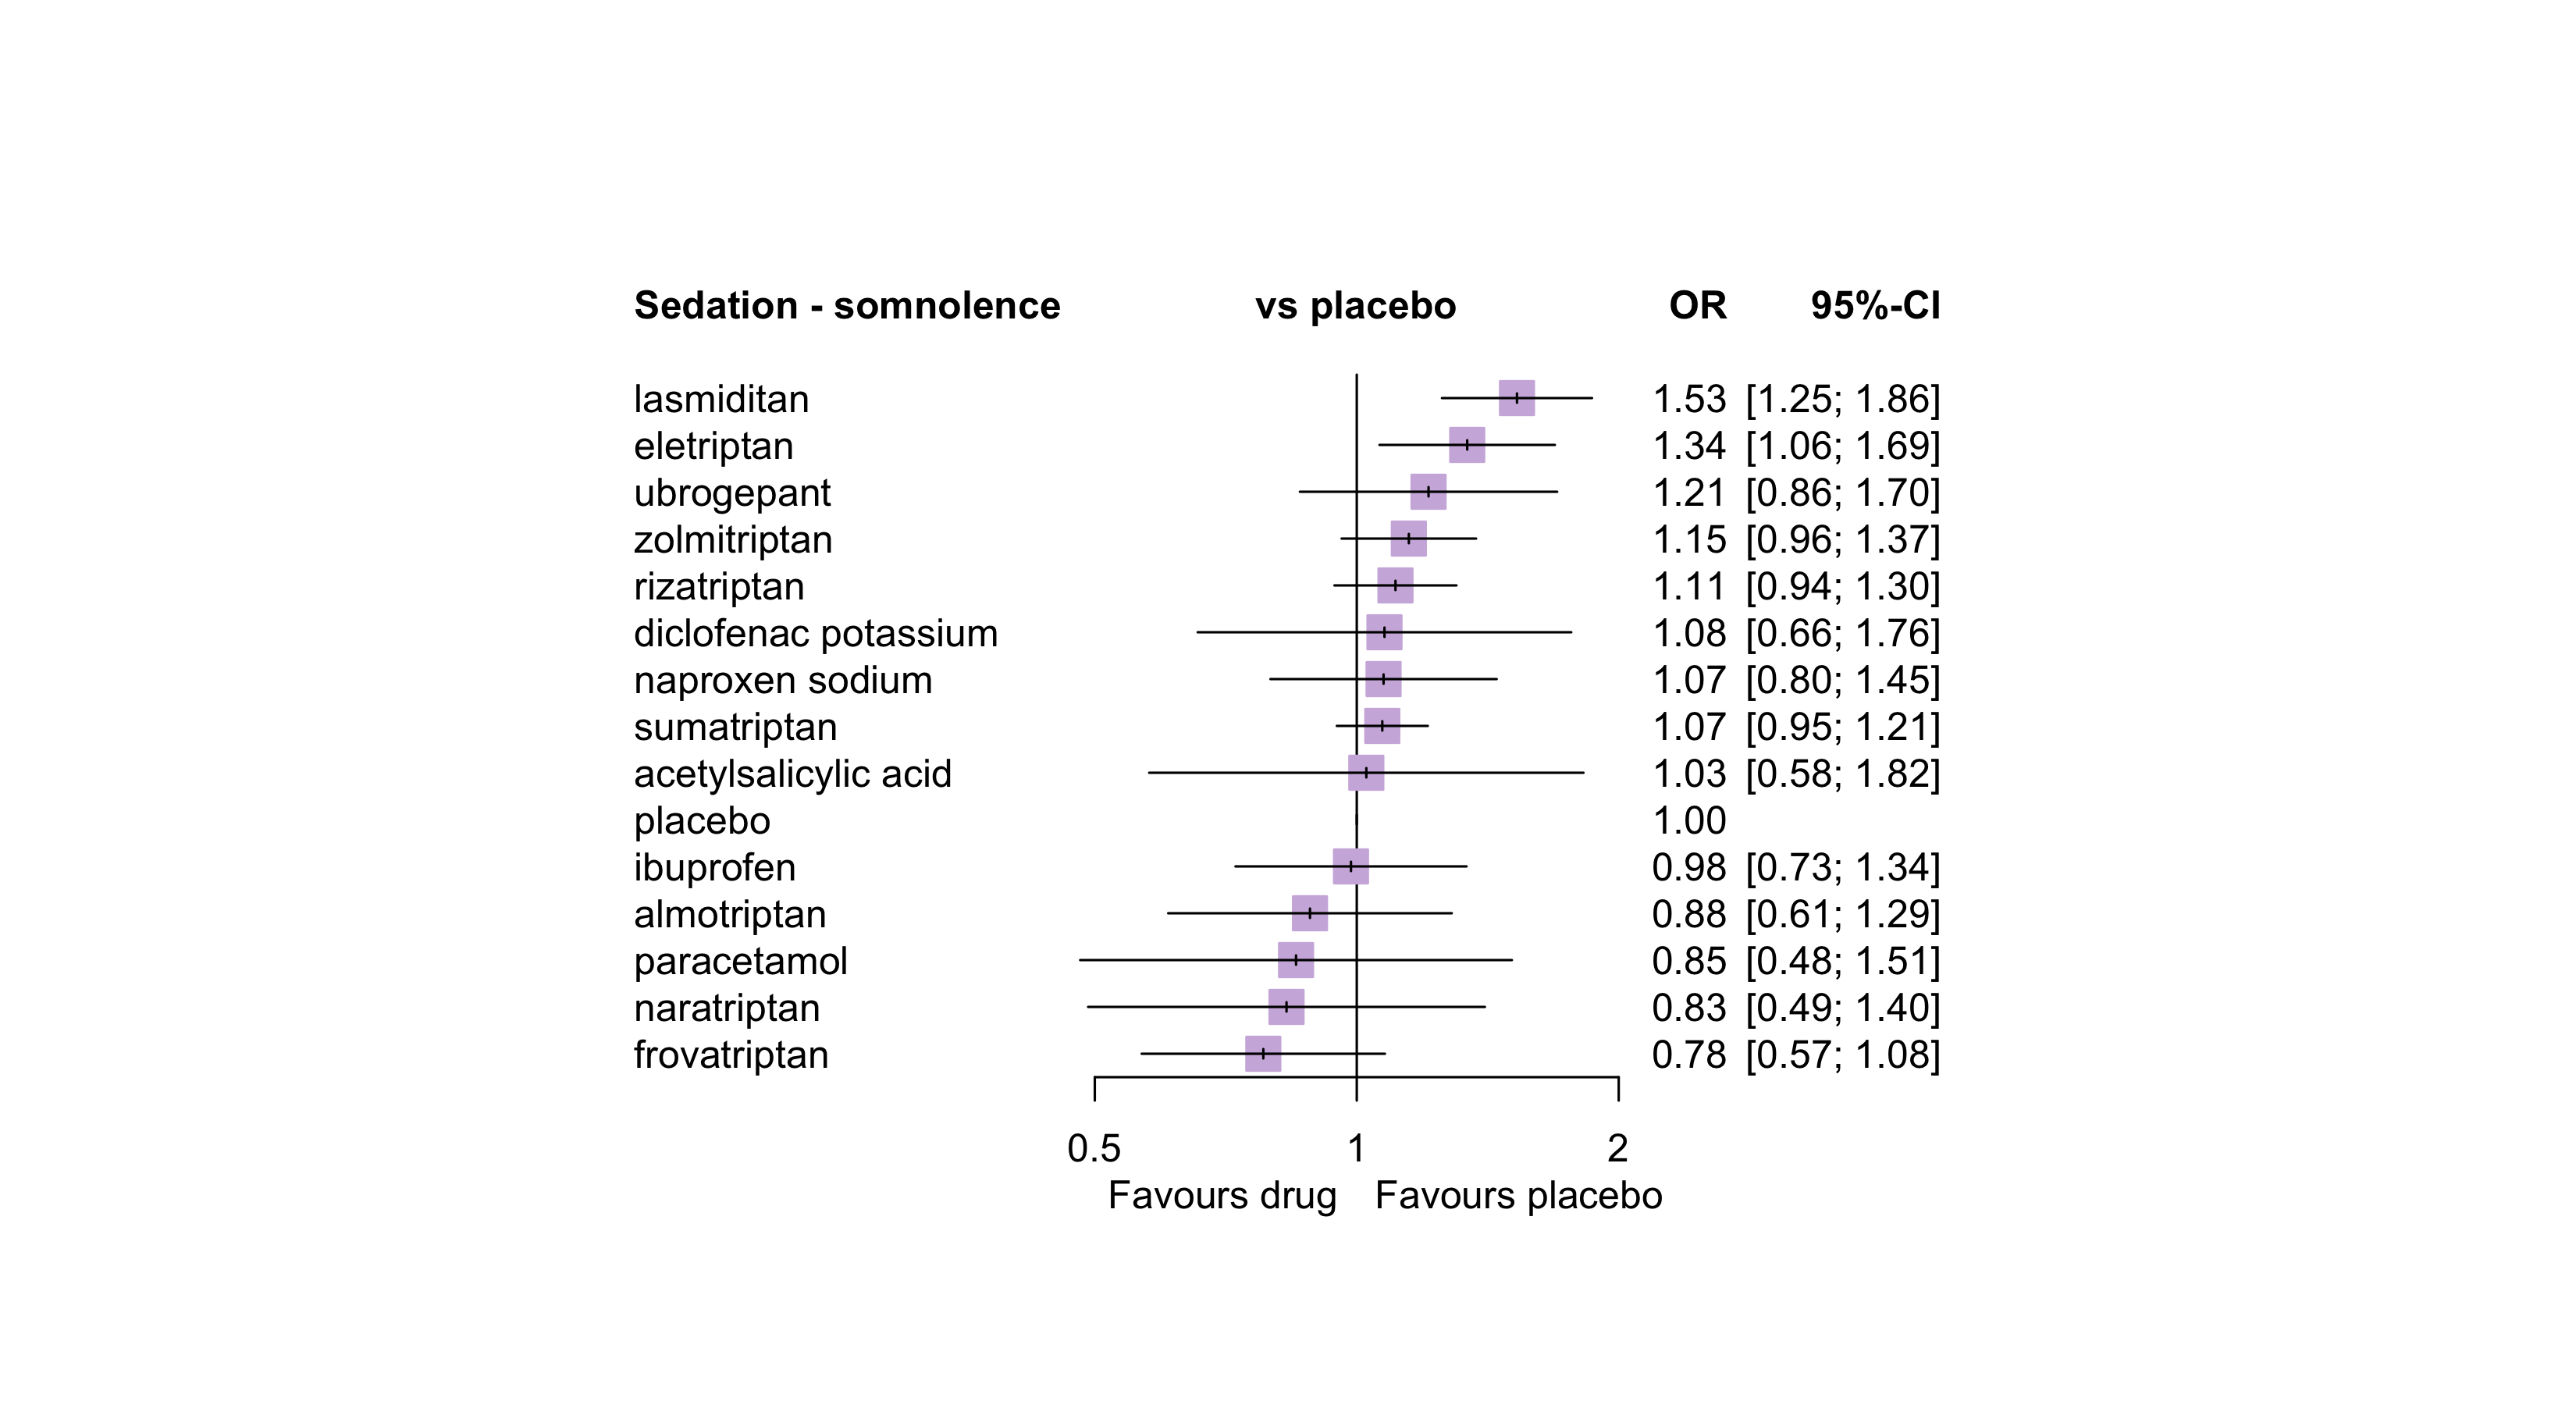 Sedation - somnolence vs placebo OR 95%-CI
lasmiditan 1.53 [1.25; 1.86]
eletriptan 1.34 [1.06; 1.69]
ubrogepant 1.21 [0.86; 1.70]
zolmitriptan 1.15 [0.96; 1.37]
rizatriptan 1.11 [0.94; 1.30]
diclofenac potassium 1.08 [0.66; 1.76]
naproxen sodium 1.07 [0.80; 1.45]
sumatriptan 1.07 [0.95; 1.21]
acetylsalicylic acid 1.03 [0.58; 1.82]
placebo 1.00
ibuprofen 0.98 [0.73; 1.34]
almotriptan 0.88 [0.61; 1.29]
paracetamol 0.85 [0.48; 1.51]
naratriptan 0.83 [0.49; 1.40]
frovatriptan 0.78 [0.57; 1.08]
0.5 1 2
Favours drug Favours placebo